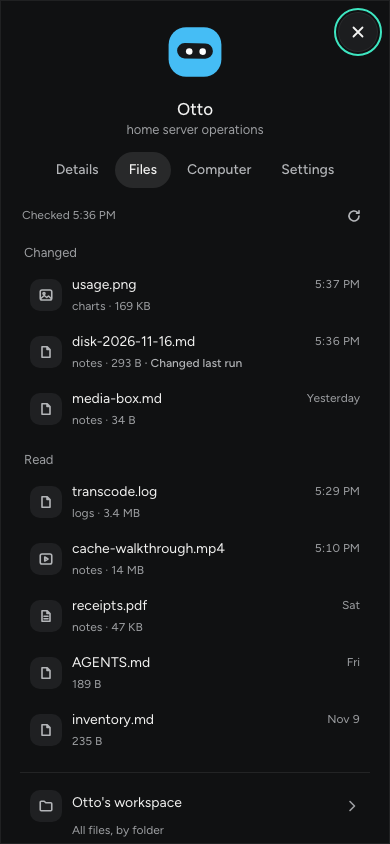 Otto
home server operations
Details Files Computer Settings
Checked 5:36 PM
Changed
usage.png 5:37 PM
charts · 169 KB
disk-2026-11-16.md 5:36 PM
notes · 293 B · Changed last run
media-box.md Yesterday
notes · 34 B
Read
transcode.log 5:29 PM
logs · 3.4 MB
cache-walkthrough.mp4 5:10 PM
notes · 14 MB
receipts.pdf Sat
notes · 47 KB
AGENTS.md Fri
189 B
inventory.md Nov 9
235 B
Otto's workspace
All files, by folder